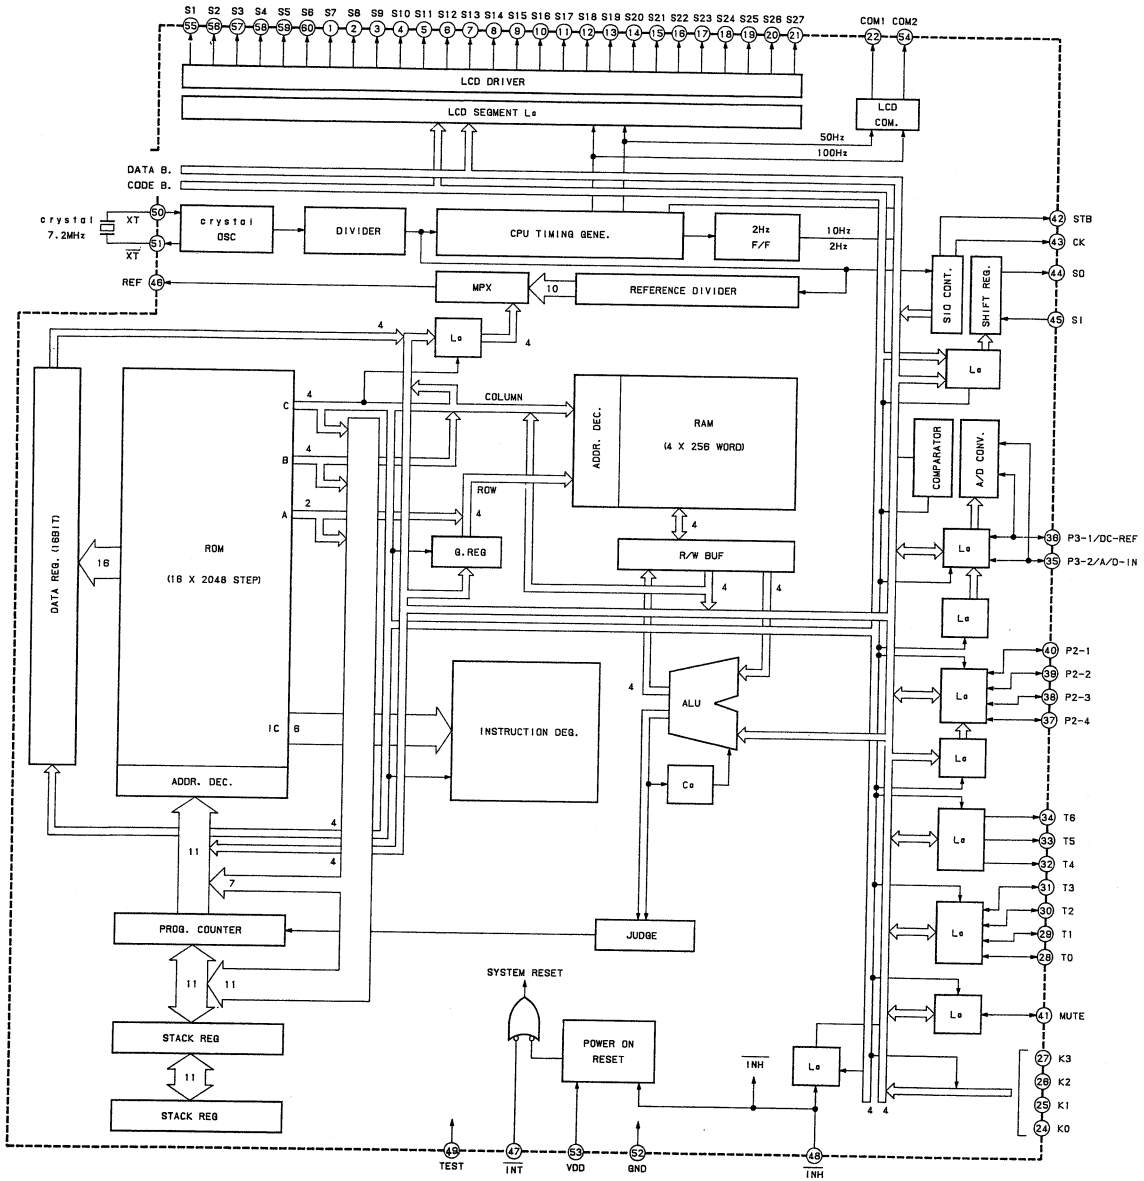 S1 S2 S3 S4 S5 S6 S7 S8 S9 S10 S11 S12 S13 S14 S15 S16 S17 S18 S19 S20 S21 S22 S23 S24 S25 S26 S27 COM1 COM2
55 56 57 58 59 60 1 2 3 4 5 6 7 8 9 10 11 12 13 14 15 16 17 18 19 20 21 22 54
LCD DRIVER
LCD SEGMENT La
LCD COM.
50Hz
100Hz
DATA B.
CODE B.
crystal
7.2MHz
XT
50
51
XT
crystal
OSC
DIVIDER
CPU TIMING GENE.
2Hz
F/F
10Hz
2Hz
REF
46
MPX
10
REFERENCE DIVIDER
SIO CONT.
SHIFT REG.
42 STB
43 CK
44 SO
45 SI
4
La
4
La
DATA REG. (16BIT)
16
ROM
(16 X 2048 STEP)
C
4
B
4
A
2
IC
6
ADDR. DEC.
COLUMN
ROW
4
G.REG
ADDR. DEC.
RAM
(4 X 256 WORD)
4
R/W BUF
4
4
COMPARATOR
A/D CONV.
La
36 P3-1/DC-REF
35 P3-2/A/D-IN
La
INSTRUCTION DEG.
4
ALU
Ca
La
40 P2-1
39 P2-2
38 P2-3
37 P2-4
La
4
4
11
7
La
34 T6
33 T5
32 T4
PROG. COUNTER
JUDGE
La
31 T3
30 T2
29 T1
28 T0
11
11
SYSTEM RESET
STACK REG
POWER ON
RESET
La
41 MUTE
11
STACK REG
INH
La
27 K3
26 K2
25 K1
24 K0
4 4
49
TEST
47
INT
53
VDD
52
GND
48
INH